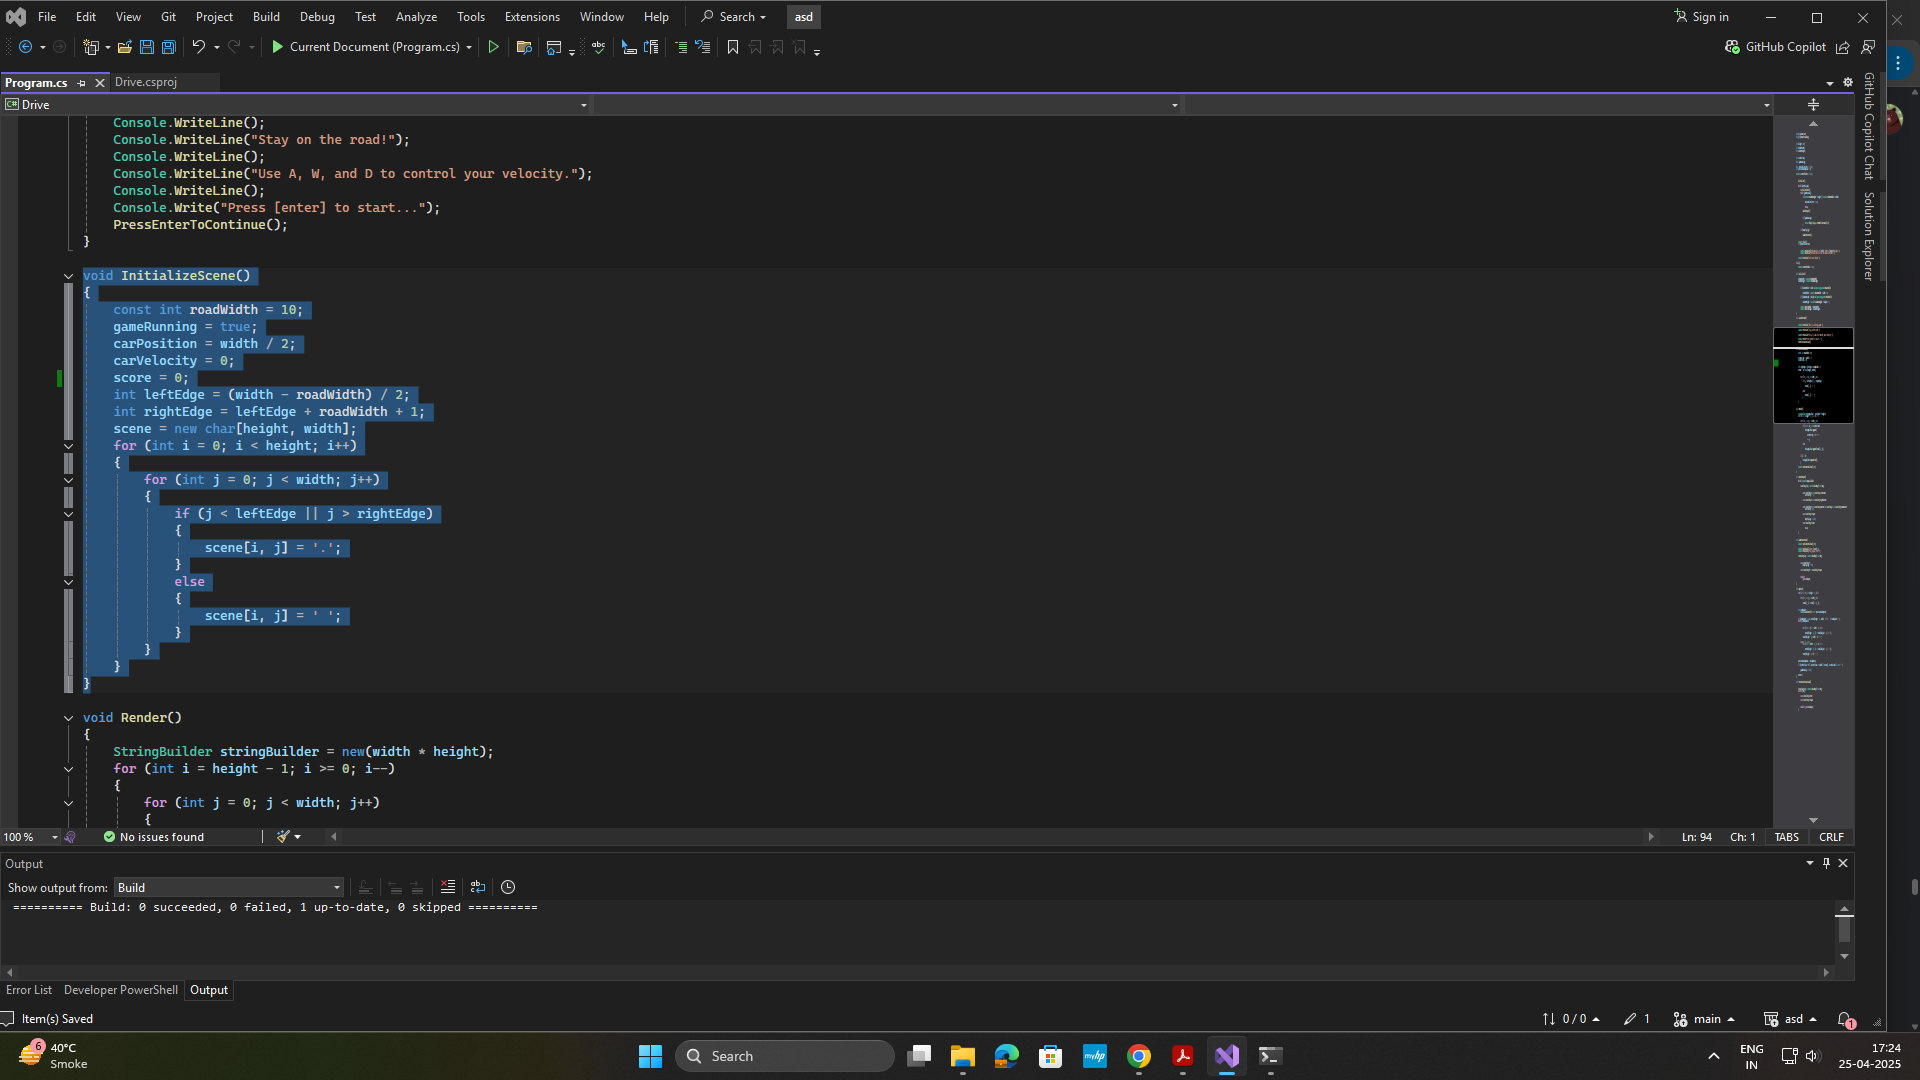 File Edit View Git Project Build Debug Test Analyze Tools Extensions Window Help Search asd Sign in
Current Document (Program.cs) abc GitHub Copilot
Program.cs Drive.csproj
C# Drive
Console.WriteLine();
Console.WriteLine("Stay on the road!");
Console.WriteLine();
Console.WriteLine("Use A, W, and D to control your velocity.");
Console.WriteLine();
Console.Write("Press [enter] to start...");
PressEnterToContinue();
}
void InitializeScene()
{
const int roadWidth = 10;
gameRunning = true;
carPosition = width / 2;
carVelocity = 0;
score = 0;
int leftEdge = (width - roadWidth) / 2;
int rightEdge = leftEdge + roadWidth + 1;
scene = new char[height, width];
for (int i = 0; i < height; i++)
{
for (int j = 0; j < width; j++)
{
if (j < leftEdge || j > rightEdge)
{
scene[i, j] = '.';
}
else
{
scene[i, j] = ' ';
}
}
}
}
void Render()
{
StringBuilder stringBuilder = new(width * height);
for (int i = height - 1; i >= 0; i--)
{
for (int j = 0; j < width; j++)
{
GitHub Copilot Chat
Solution Explorer
100 % No issues found Ln: 94 Ch: 1 TABS CRLF
Output
Show output from: Build
========== Build: 0 succeeded, 0 failed, 1 up-to-date, 0 skipped ==========
Error List Developer PowerShell Output
Item(s) Saved 0 / 0 1 main asd 1
6 40°C
Smoke
Search
myhp
ENG
IN
17:24
25-04-2025